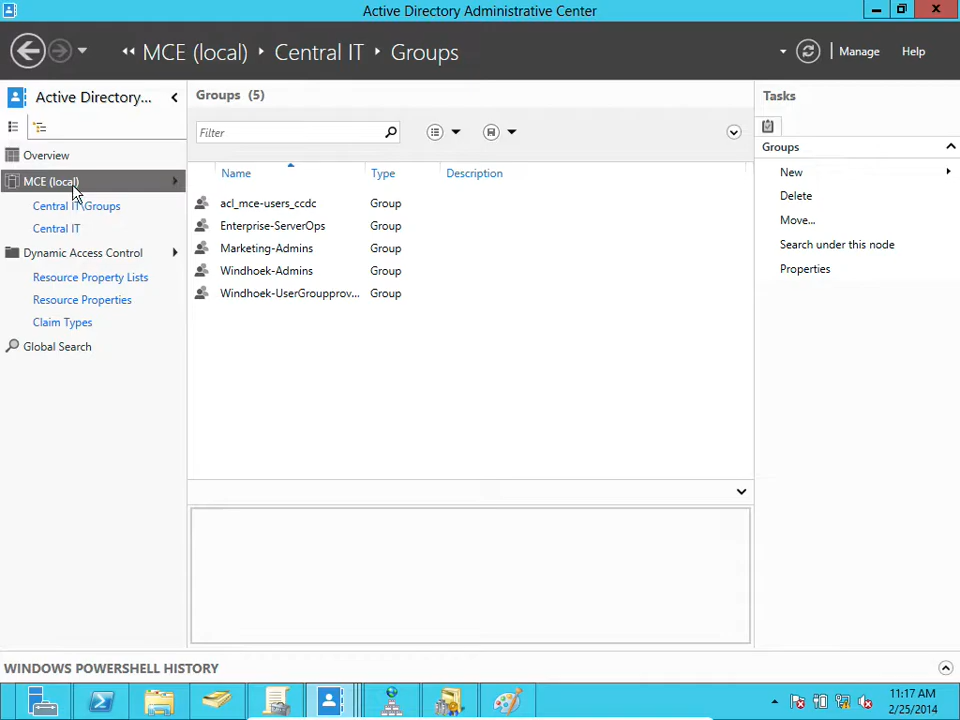 Active Directory Administrative Center
MCE (local) • Central IT • Groups
Manage
Help
Active Directory...
Overview
MCE (local)
Central IT\Groups
Central IT
Dynamic Access Control
Resource Property Lists
Resource Properties
Claim Types
Global Search
Groups (5)
Filter
Name
Type
Description
acl_mce-users_ccdc Group
Enterprise-ServerOps Group
Marketing-Admins Group
Windhoek-Admins Group
Windhoek-UserGroupprov... Group
Tasks
Groups
New
Delete
Move...
Search under this node
Properties
WINDOWS POWERSHELL HISTORY
11:17 AM
2/25/2014